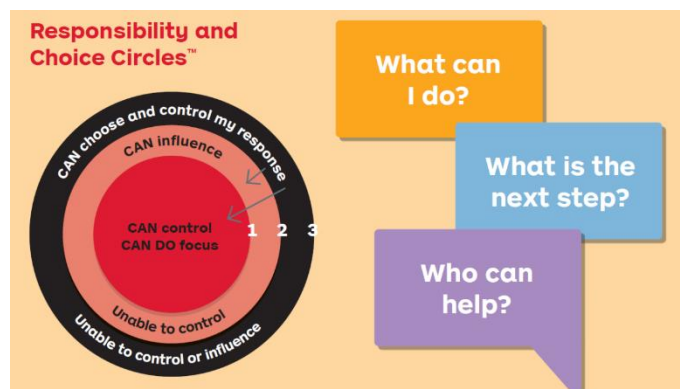 Responsibility and
Choice Circles™
CAN choose and control my response
CAN influence
CAN control
CAN DO focus
1 2 3
Unable to control
Unable to control or influence
What can
I do?
What is the
next step?
Who can
help?